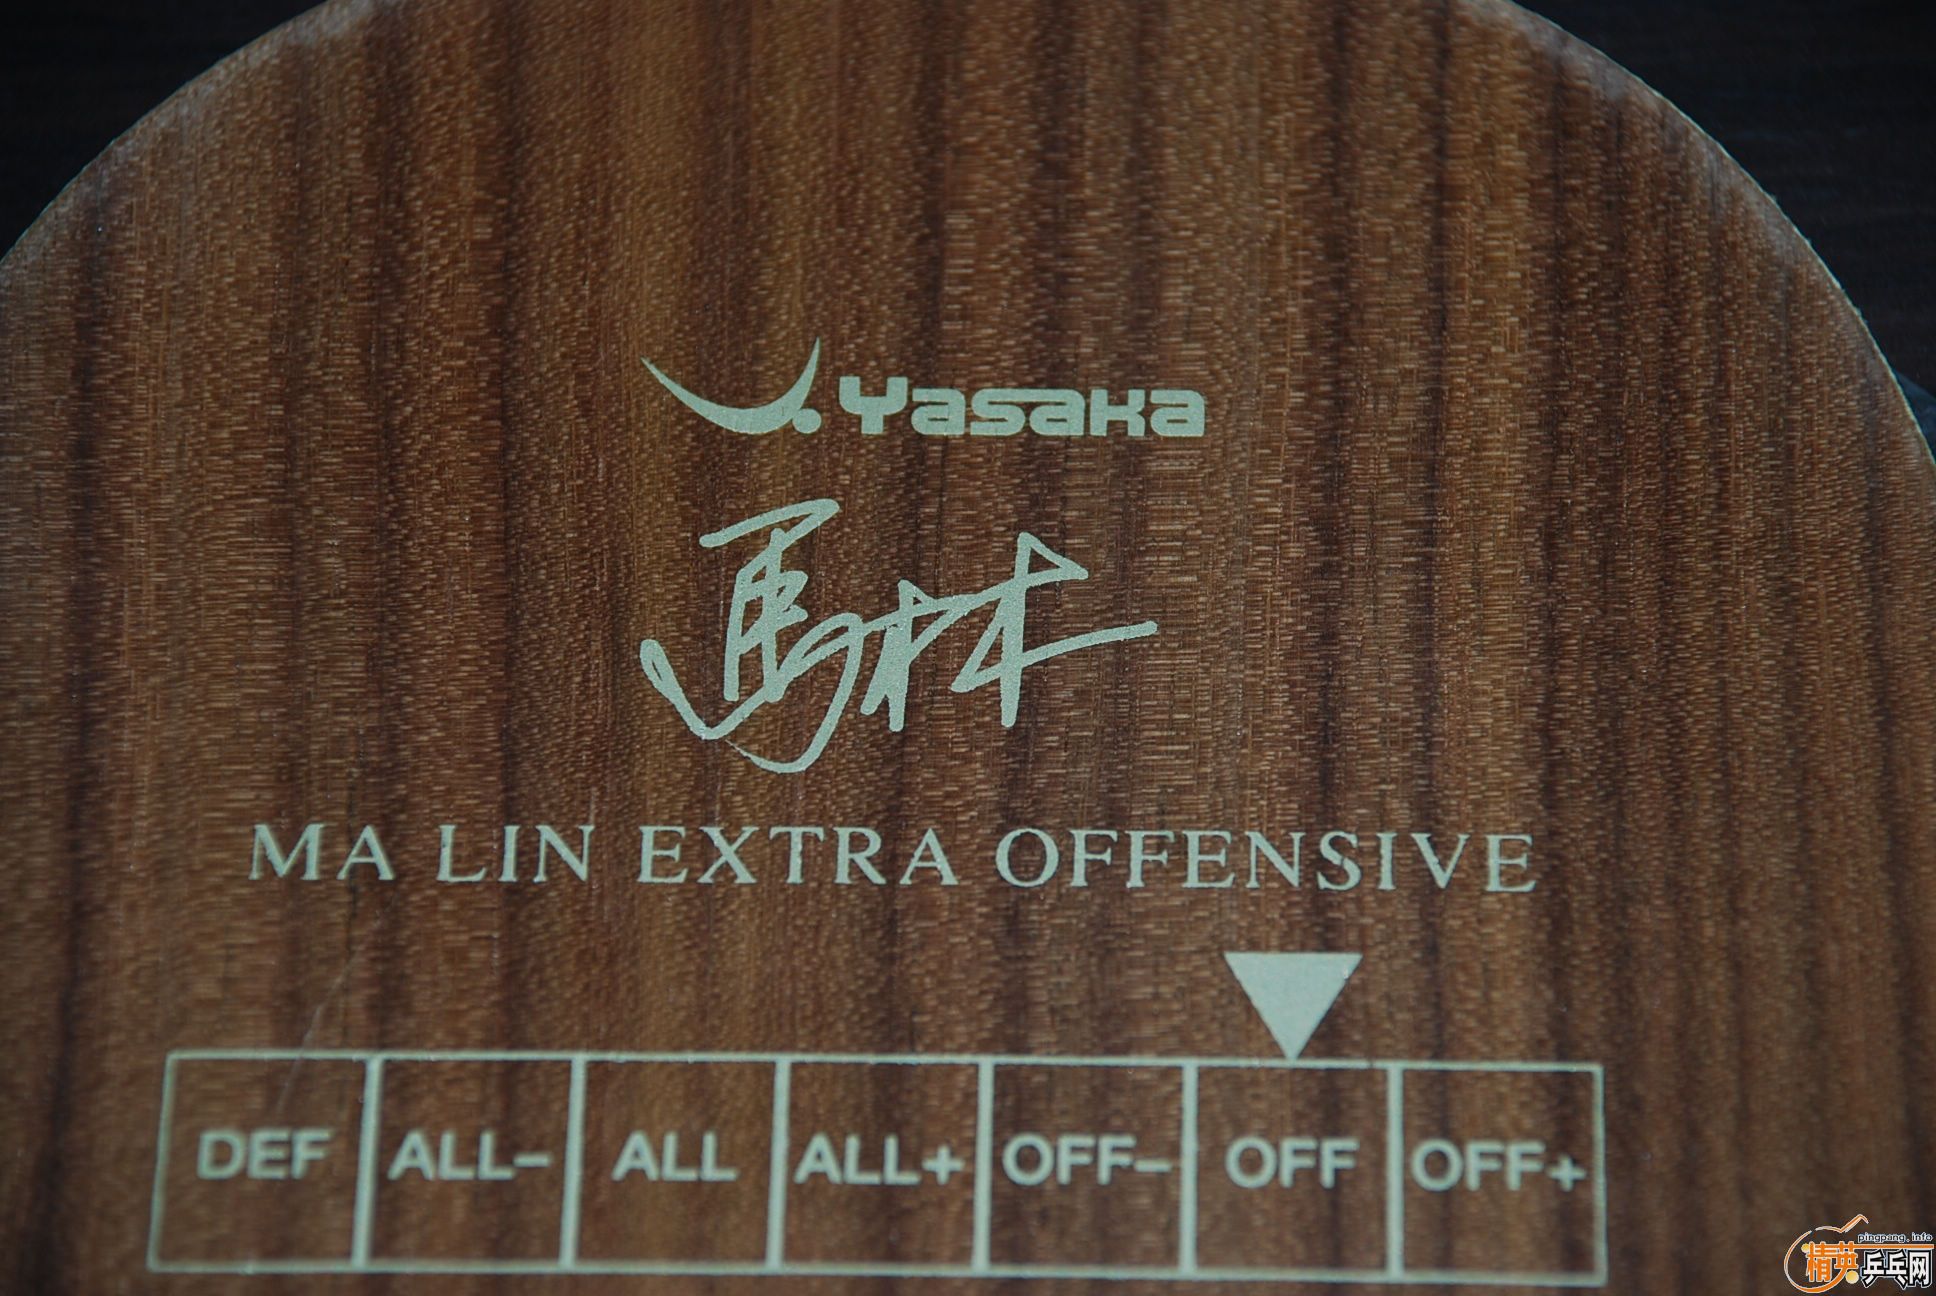 Yasaka
馬林
MA LIN EXTRA OFFENSIVE
DEF ALL- ALL ALL+ OFF- OFF OFF+
pingpang.info
精英乒乓网